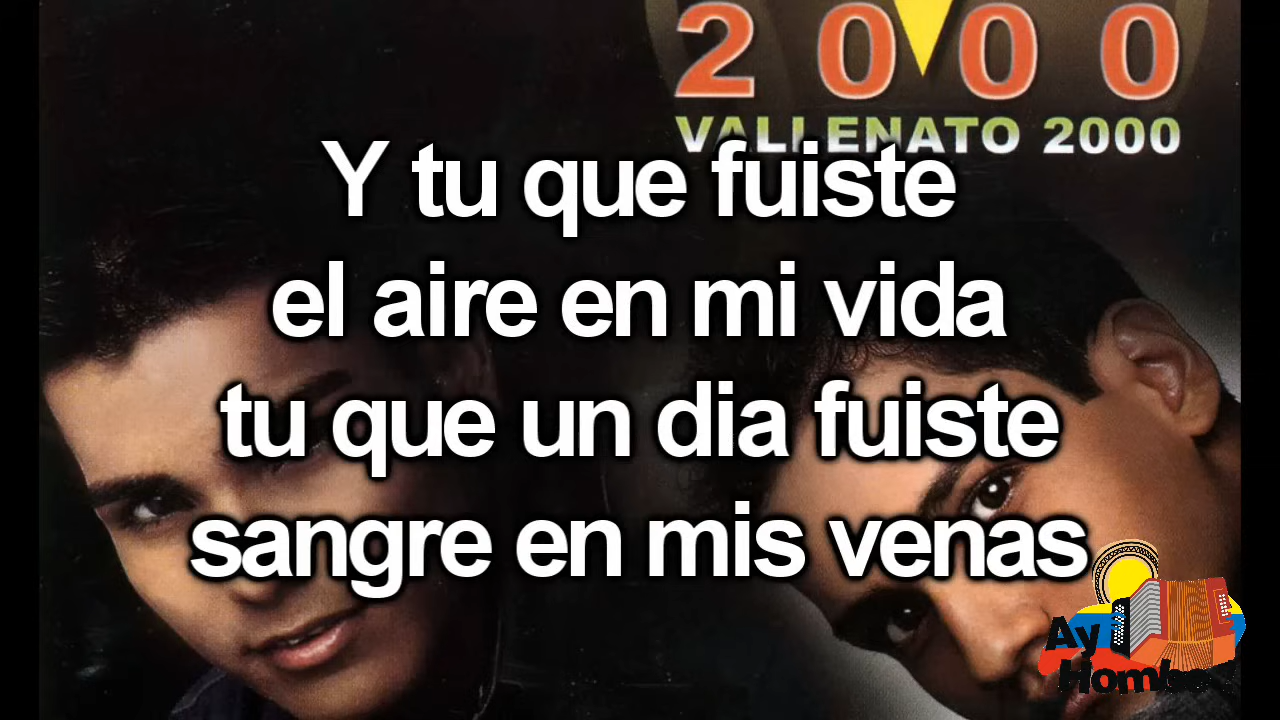 2000
VALLENATO 2000
Y tu que fuiste
el aire en mi vida
tu que un dia fuiste
sangre en mis venas
Ay